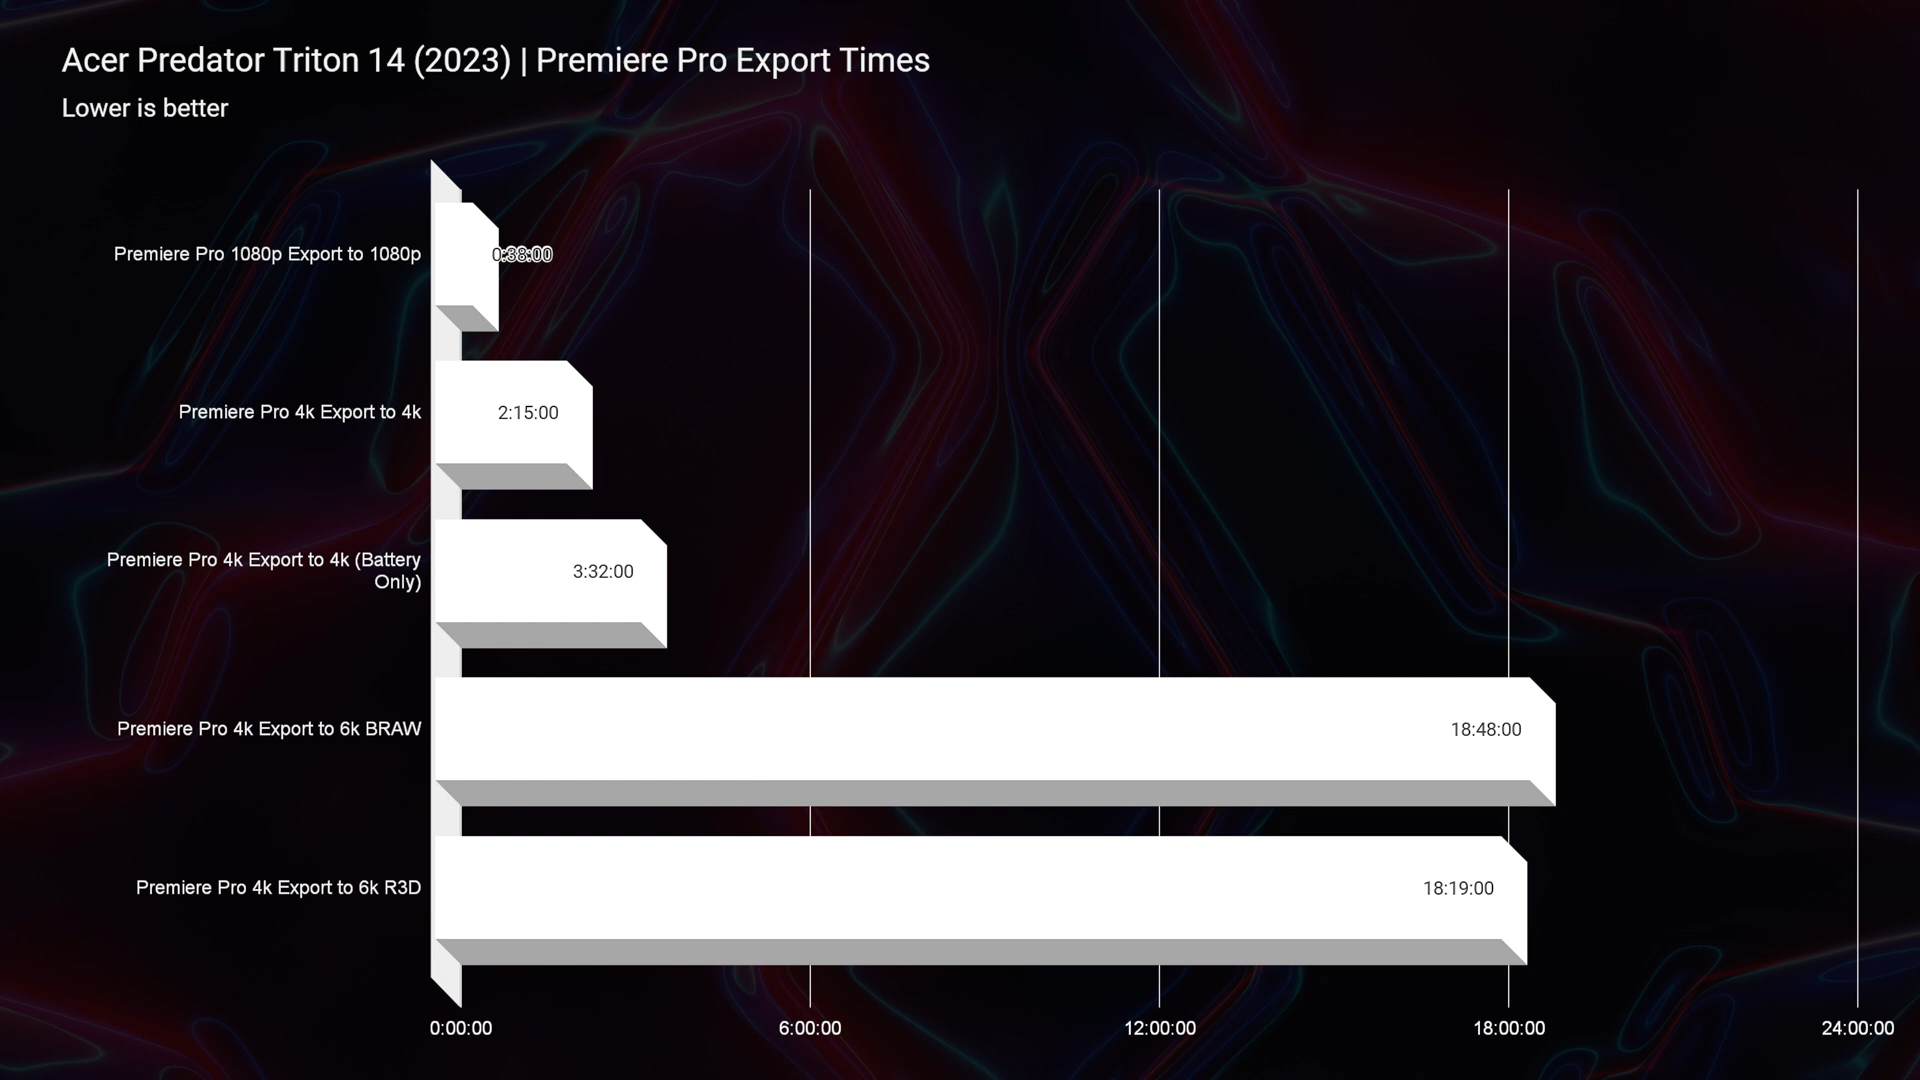 Acer Predator Triton 14 (2023) | Premiere Pro Export Times
Lower is better
Premiere Pro 1080p Export to 1080p
0:38:00
Premiere Pro 4k Export to 4k
2:15:00
Premiere Pro 4k Export to 4k (Battery
Only)
3:32:00
Premiere Pro 4k Export to 6k BRAW
18:48:00
Premiere Pro 4k Export to 6k R3D
18:19:00
0:00:00
6:00:00
12:00:00
18:00:00
24:00:00